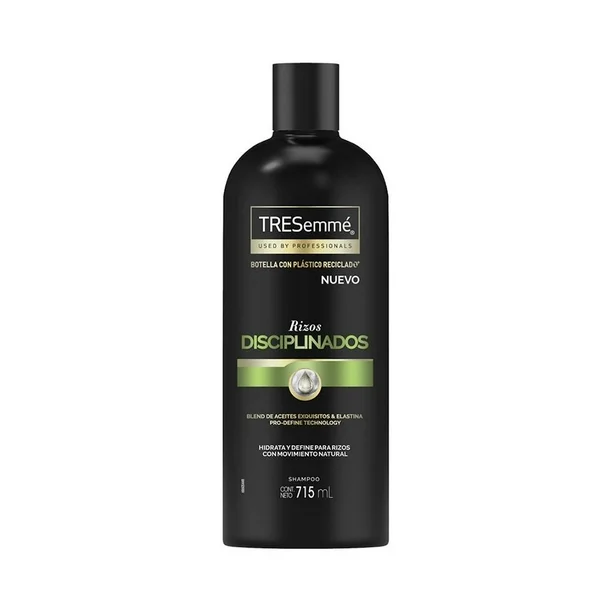 TRESemmé®
USED BY PROFESSIONALS
BOTELLA CON PLÁSTICO RECICLADO*
NUEVO
Rizos
DISCIPLINADOS
BLEND DE ACEITES EXQUISITOS & ELASTINA
PRO-DEFINE TECHNOLOGY
HIDRATA Y DEFINE PARA RIZOS
CON MOVIMIENTO NATURAL
SHAMPOO
CONT. NETO 715 mL